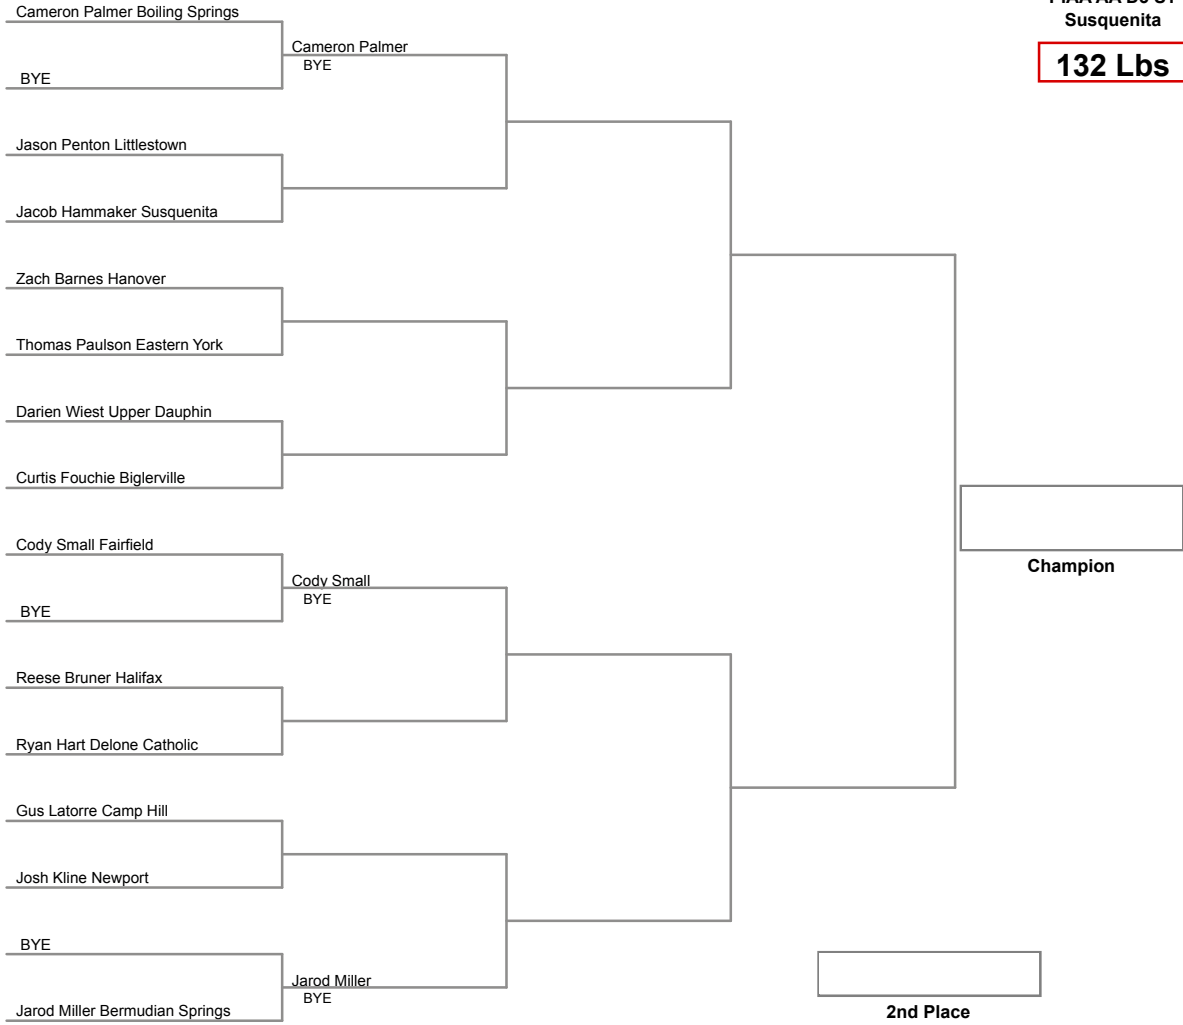 Cameron Palmer Boiling Springs
Susquenita
132 Lbs
Cameron Palmer
BYE
BYE
Jason Penton Littlestown
Jacob Hammaker Susquenita
Zach Barnes Hanover
Thomas Paulson Eastern York
Darien Wiest Upper Dauphin
Curtis Fouchie Biglerville
Cody Small Fairfield
Champion
Cody Small
BYE
BYE
Reese Bruner Halifax
Ryan Hart Delone Catholic
Gus Latorre Camp Hill
Josh Kline Newport
BYE
Jarod Miller
BYE
Jarod Miller Bermudian Springs
2nd Place